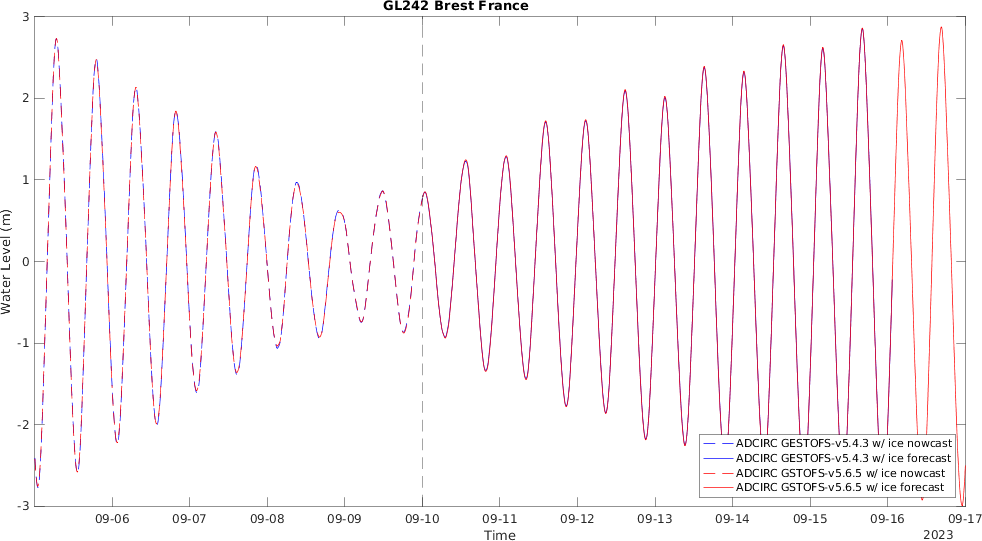 GL242 Brest France
3
2
1
0
-1
-2
-3
Water Level (m)
ADCIRC GESTOFS-v5.4.3 w/ ice nowcast
ADCIRC GESTOFS-v5.4.3 w/ ice forecast
ADCIRC GSTOFS-v5.6.5 w/ ice nowcast
ADCIRC GSTOFS-v5.6.5 w/ ice forecast
09-06 09-07 09-08 09-09 09-10 09-11 09-12 09-13 09-14 09-15 09-16 09-17
Time
2023